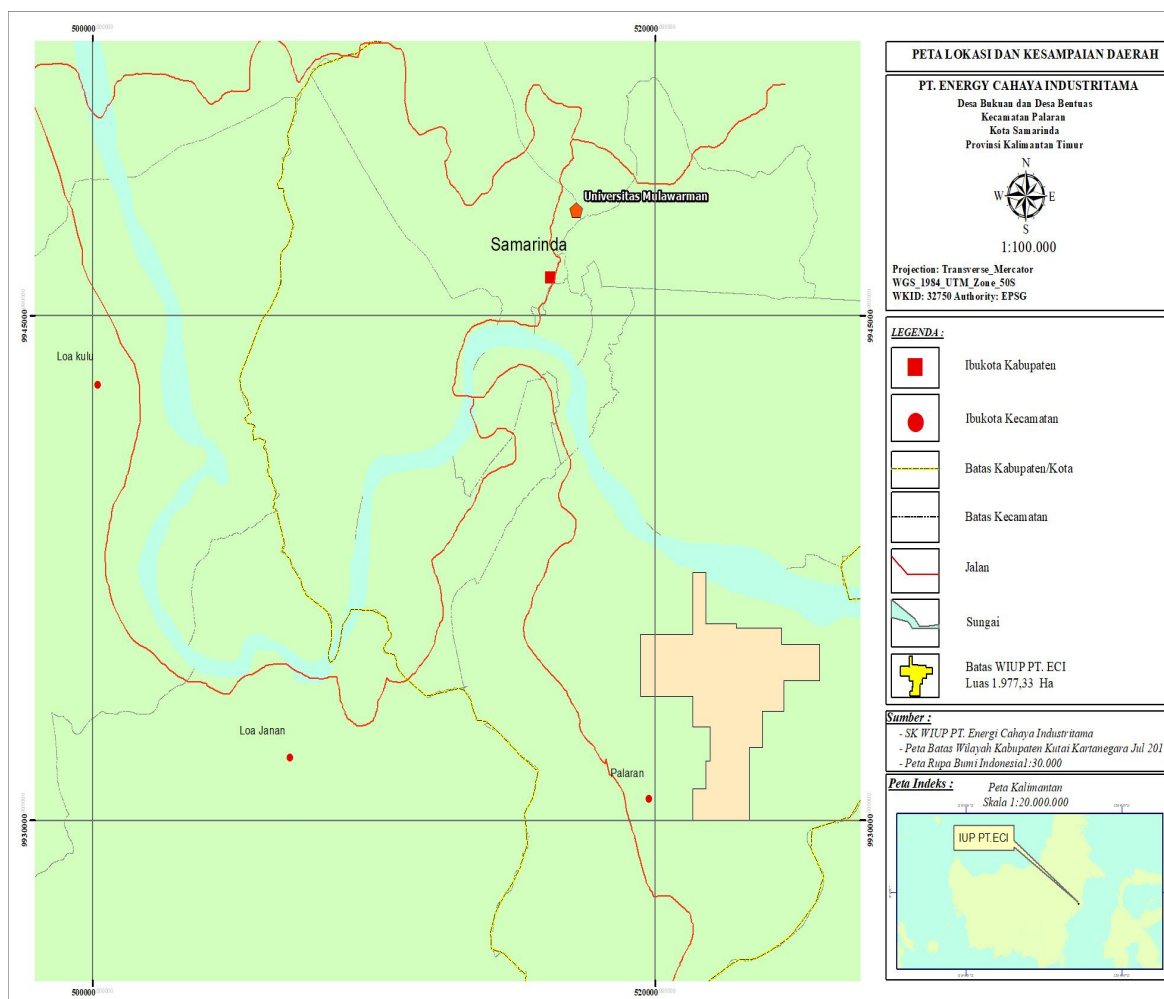 500000
520000
PETA LOKASI DAN KESAMPAIAN DAERAH
PT. ENERGY CAHAYA INDUSTRITAMA
Desa Bukuan dan Desa Bentuas
Kecamatan Palaran
Kota Samarinda
Provinsi Kalimantan Timur
N
W
E
S
1:100.000
Projection: Transverse_Mercator
WGS_1984_UTM_Zone_50S
WKID: 32750 Authority: EPSG
Universitas Mulawarman
Samarinda
9945000
9945000
Loa kulu
LEGENDA :
Ibukota Kabupaten
Ibukota Kecamatan
Batas Kabupaten/Kota
Batas Kecamatan
Jalan
Sungai
Batas WIUP PT. ECI
Luas 1.977,33 Ha
Loa Janan
Palaran
9930000
9930000
Sumber :
- SK WIUP PT. Energi Cahaya Industritama
- Peta Batas Wilayah Kabupaten Kutai Kartanegara Jul 201
- Peta Rupa Bumi Indonesia1:30.000
Peta Indeks :
Peta Kalimantan
Skala 1:20.000.000
IUP PT.ECI
500000
520000